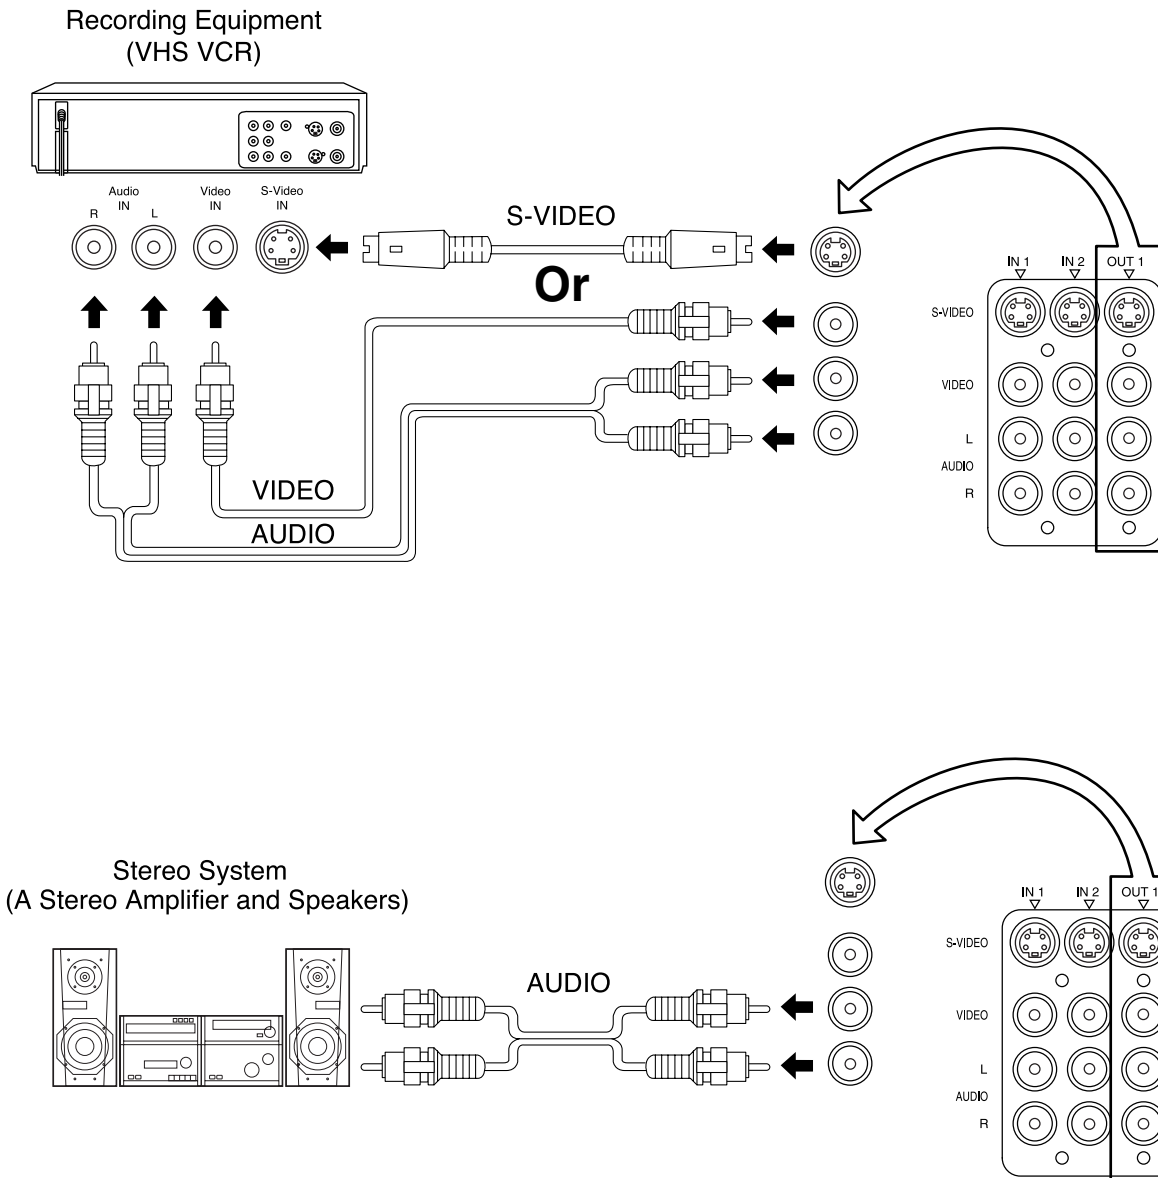 Recording Equipment
(VHS VCR)
Audio
IN
R
L
Video
IN
S-Video
IN
S-VIDEO
Or
VIDEO
AUDIO
IN 1
IN 2
OUT 1
S-VIDEO
VIDEO
L
AUDIO
R
Stereo System
(A Stereo Amplifier and Speakers)
AUDIO
IN 1
IN 2
OUT 1
S-VIDEO
VIDEO
L
AUDIO
R